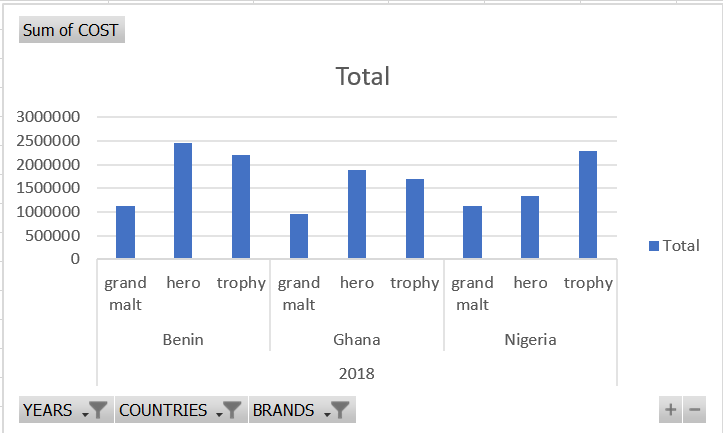 Sum of COST
Total
3000000
2500000
2000000
1500000
1000000
500000
0
Total
grand malt hero trophy grand malt hero trophy grand malt hero trophy
Benin Ghana Nigeria
2018
YEARS COUNTRIES BRANDS + −